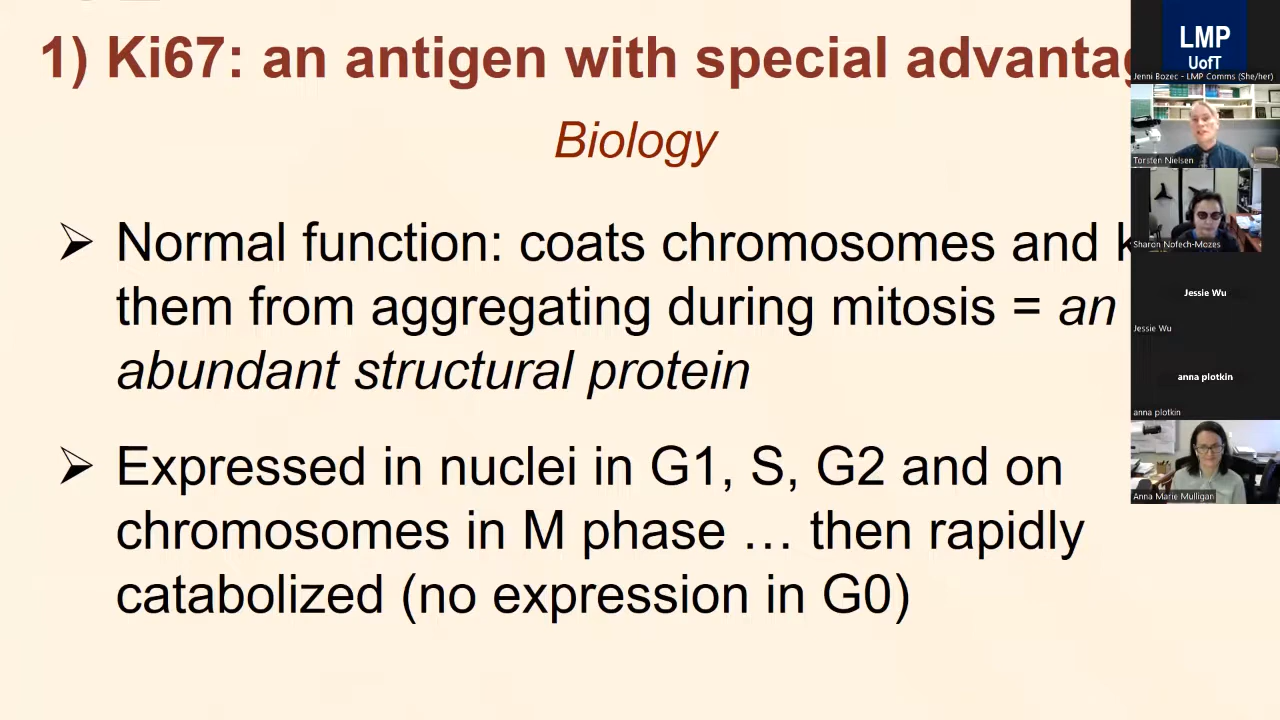 1) Ki67: an antigen with special advantag
Biology
➢ Normal function: coats chromosomes and k
them from aggregating during mitosis = an
abundant structural protein
➢ Expressed in nuclei in G1, S, G2 and on
chromosomes in M phase … then rapidly
catabolized (no expression in G0)
LMP
UofT
Jenni Bozec - LMP Comms (She/her)
Torsten Nielsen
Sharon Nofech-Mozes
Jessie Wu
Jessie Wu
anna plotkin
anna plotkin
Anna Marie Mulligan